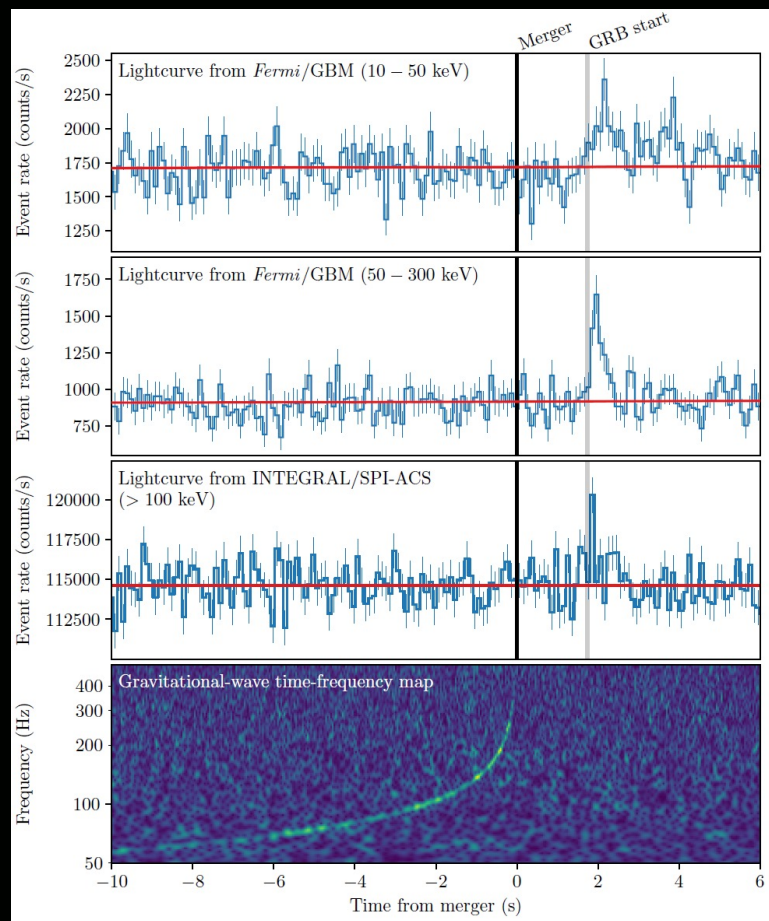 Merger
GRB start
Lightcurve from Fermi/GBM (10 − 50 keV)
Event rate (counts/s)
2500
2250
2000
1750
1500
1250
Lightcurve from Fermi/GBM (50 − 300 keV)
Event rate (counts/s)
1750
1500
1250
1000
750
Lightcurve from INTEGRAL/SPI-ACS
(> 100 keV)
Event rate (counts/s)
120000
117500
115000
112500
Gravitational-wave time-frequency map
Frequency (Hz)
400
300
200
100
50
−10 −8 −6 −4 −2 0 2 4 6
Time from merger (s)